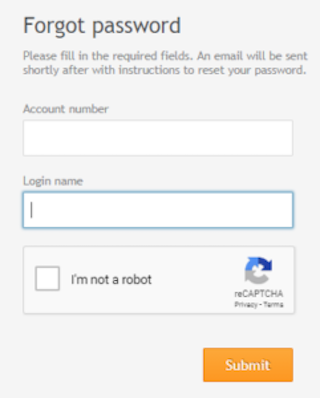 Forgot password
Please fill in the required fields. An email will be sent
shortly after with instructions to reset your password.
Account number
Login name
I'm not a robot
reCAPTCHA
Privacy - Terms
Submit